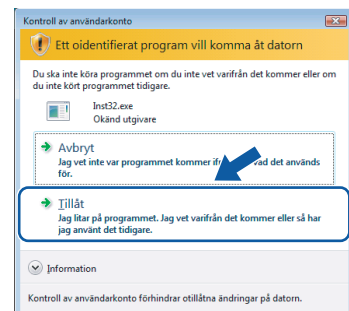 Kontroll av användarkonto
Ett oidentifierat program vill komma åt datorn
Du ska inte köra programmet om du inte vet varifrån det kommer eller om
du inte kört programmet tidigare.
Inst32.exe
Okänd utgivare
Avbryt
Jag vet inte var programmet kommer vad det används
för.
Tillåt
Jag litar på programmet. Jag vet varifrån det kommer eller så har
jag använt det tidigare.
Information
Kontroll av användarkonto förhindrar otillåtna ändringar på datorn.